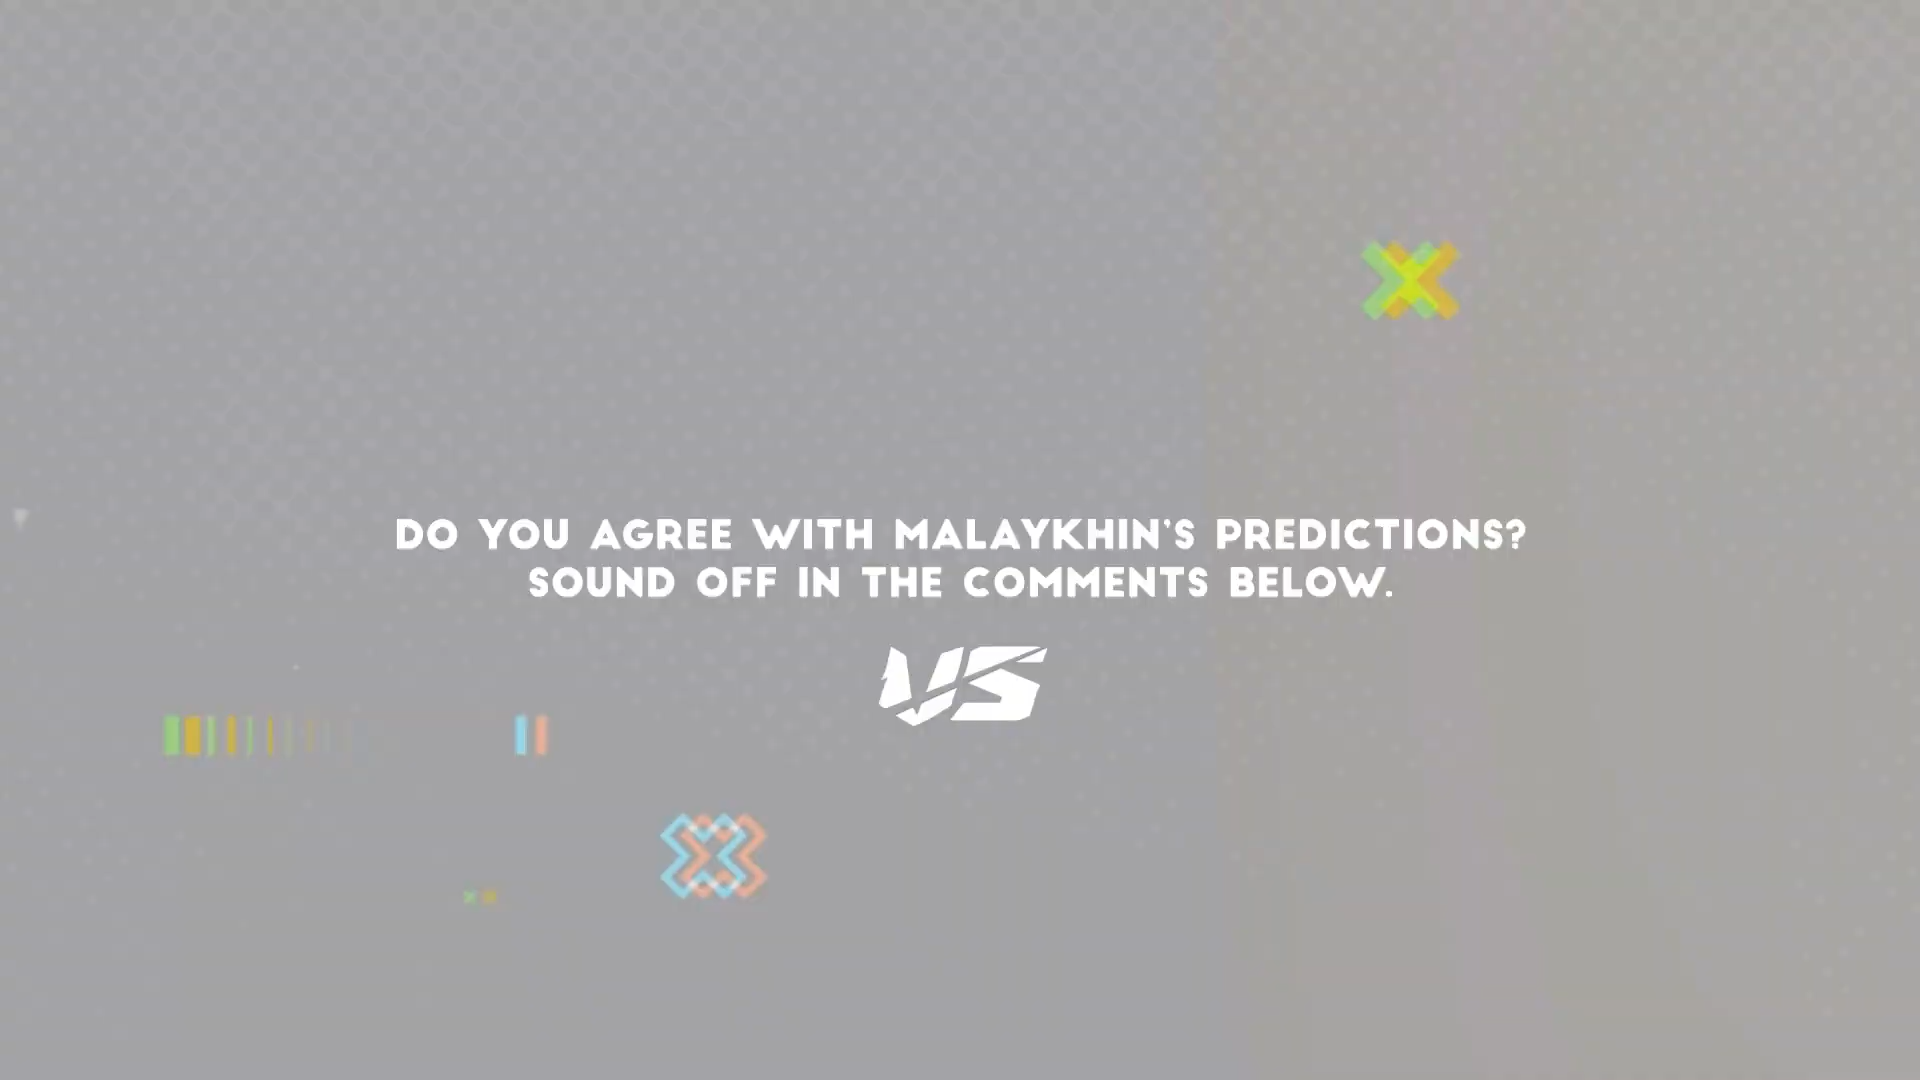 DO YOU AGREE WITH MALAYKHIN'S PREDICTIONS?
SOUND OFF IN THE COMMENTS BELOW.
VS